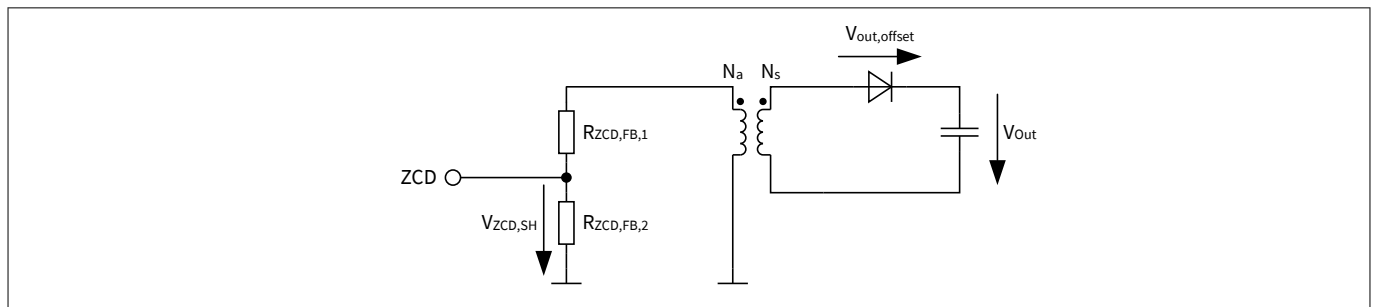 Vout,offset
Na Ns
RZCD,FB,1
VOut
ZCD
VZCD,SH
RZCD,FB,2